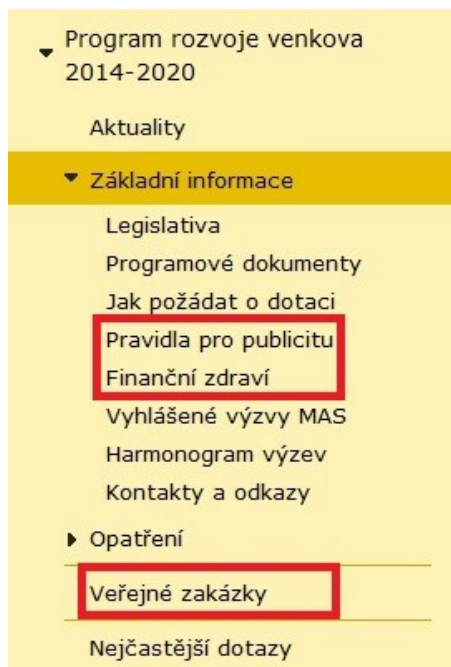 Program rozvoje venkova
2014-2020
Aktuality
Základní informace
Legislativa
Programové dokumenty
Jak požádat o dotaci
Pravidla pro publicitu
Finanční zdraví
Vyhlášené výzvy MAS
Harmonogram výzev
Kontakty a odkazy
Opatření
Veřejné zakázky
Nejčastější dotazy